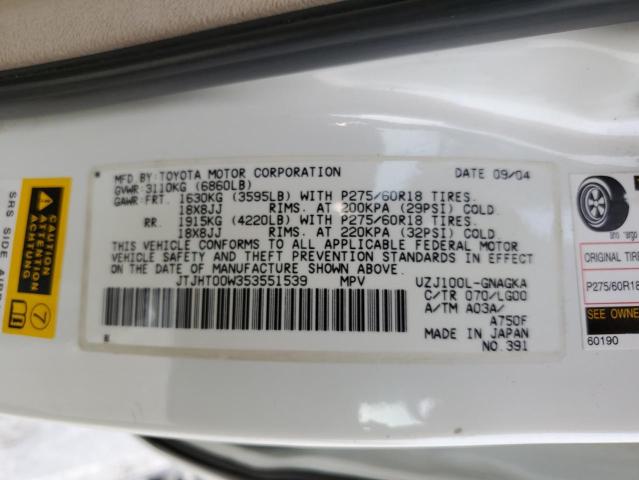 MFD.BY:TOYOTA MOTOR CORPORATION DATE 09/04
GVWR:3110KG (6860LB)
GAWR:FRT. 1630KG (3595LB) WITH P275/60R18 TIRES,
18X8JJ RIMS. AT 200KPA (29PSI) COLD.
RR. 1915KG (4220LB) WITH P275/60R18 TIRES
18X8JJ RIMS. AT 220KPA (32PSI) COLD.
THIS VEHICLE CONFORMS TO ALL APPLICABLE FEDERAL MOTOR
VEHICLE SAFETY AND THEFT PREVENTION STANDARDS IN EFFECT
ON THE DATE OF MANUFACTURE SHOWN ABOVE.
JTJHT00W353551539 MPV UZJ100L-GNAGKA
C/TR 070/LG00
A/TM A03A/
A750F
MADE IN JAPAN
NO.391
SRS SIDE AIRB
CAUTION
ATTENTION
ACHTUNG
7
ORIGINAL TIRES
P275/60R18
SEE OWNE
60190